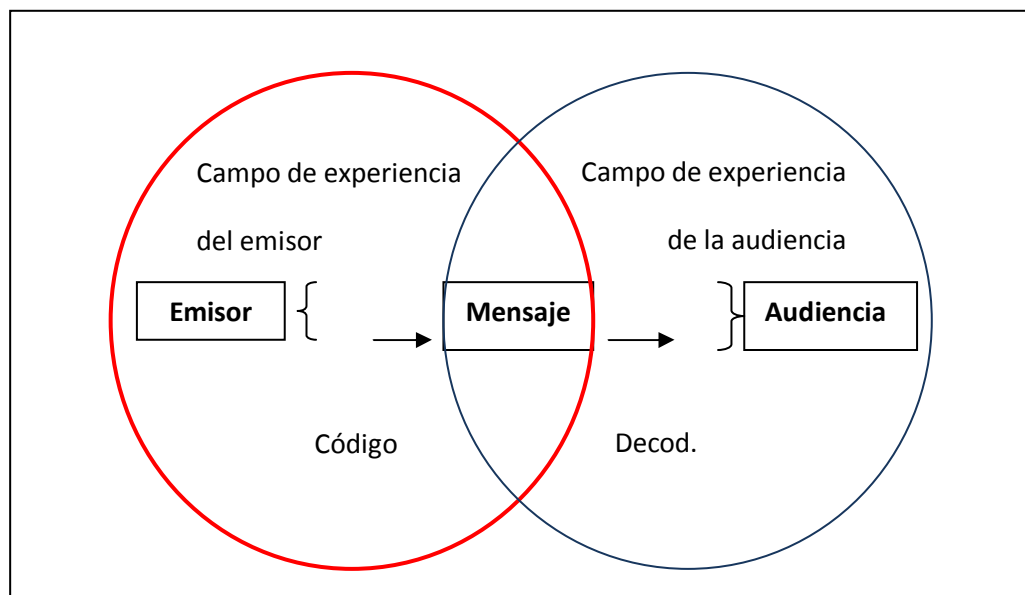 Campo de experiencia
del emisor
Campo de experiencia
de la audiencia
Emisor
Mensaje
Audiencia
Código
Decod.